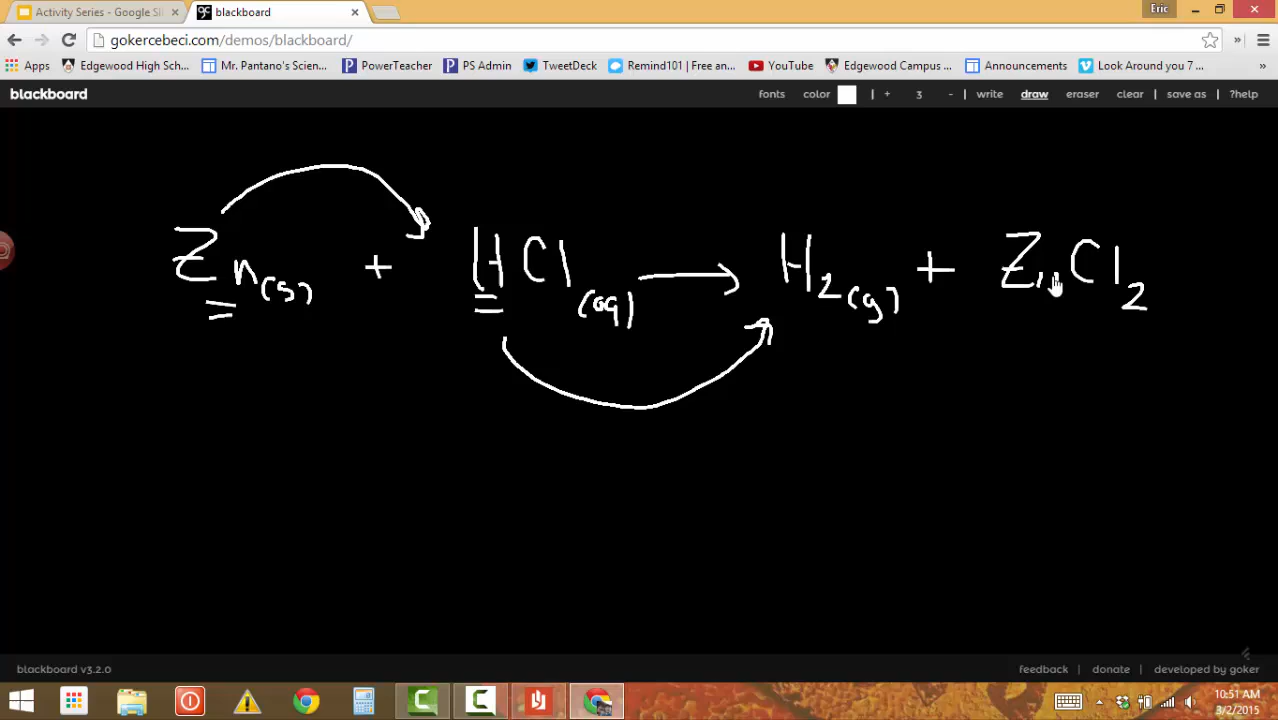 Activity Series - Google Sli × blackboard × Eric
gokercebeci.com/demos/blackboard/
Apps Edgewood High Sch... Mr. Pantano's Scien... PowerTeacher PS Admin TweetDeck Remind101 | Free an... YouTube Edgewood Campus ... Announcements Look Around you 7 ... »
blackboard fonts color | + 3 - | write draw eraser clear | save as | ?help
Zn(s) + HCl(aq) → H2(g) + ZnCl2
blackboard v3.2.0 feedback | donate | developed by goker
10:51 AM
3/2/2015